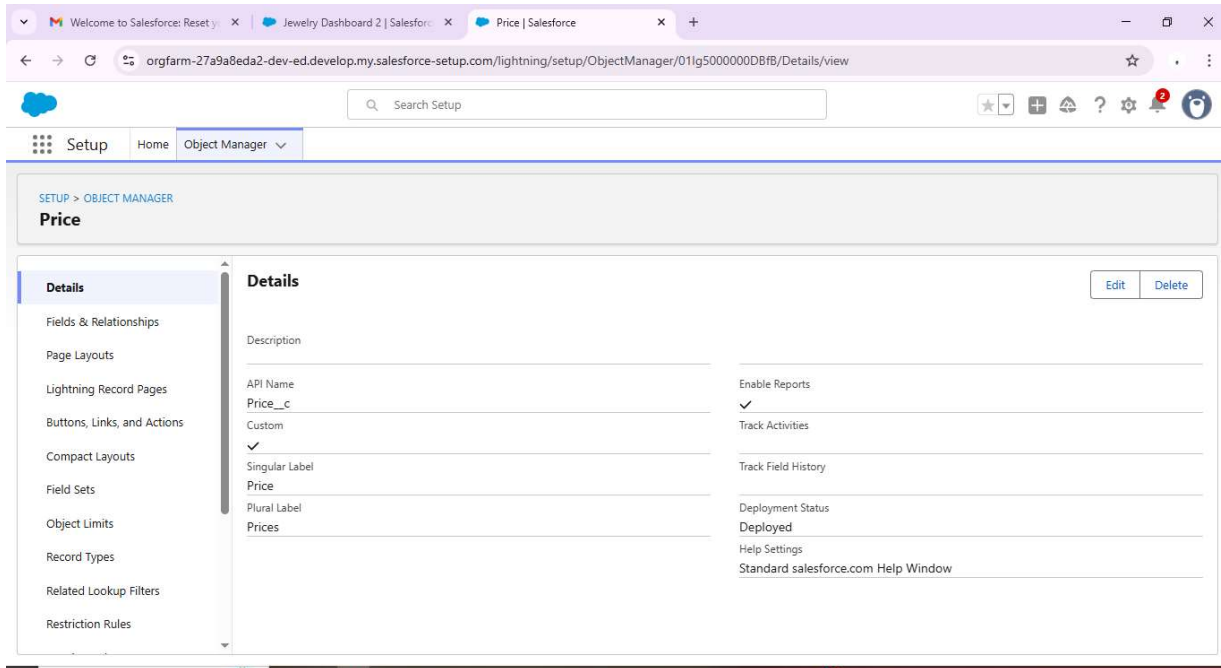 Welcome to Salesforce: Reset y
Jewelry Dashboard 2 | Salesforc
Price | Salesforce
orgfarm-27a9a8eda2-dev-ed.develop.my.salesforce-setup.com/lightning/setup/ObjectManager/01Ig5000000DBfB/Details/view
Search Setup
2
Setup
Home
Object Manager
SETUP > OBJECT MANAGER
Price
Details
Fields & Relationships
Page Layouts
Lightning Record Pages
Buttons, Links, and Actions
Compact Layouts
Field Sets
Object Limits
Record Types
Related Lookup Filters
Restriction Rules
Details
Edit
Delete
Description
API Name
Price__c
Custom
Singular Label
Price
Plural Label
Prices
Enable Reports
Track Activities
Track Field History
Deployment Status
Deployed
Help Settings
Standard salesforce.com Help Window